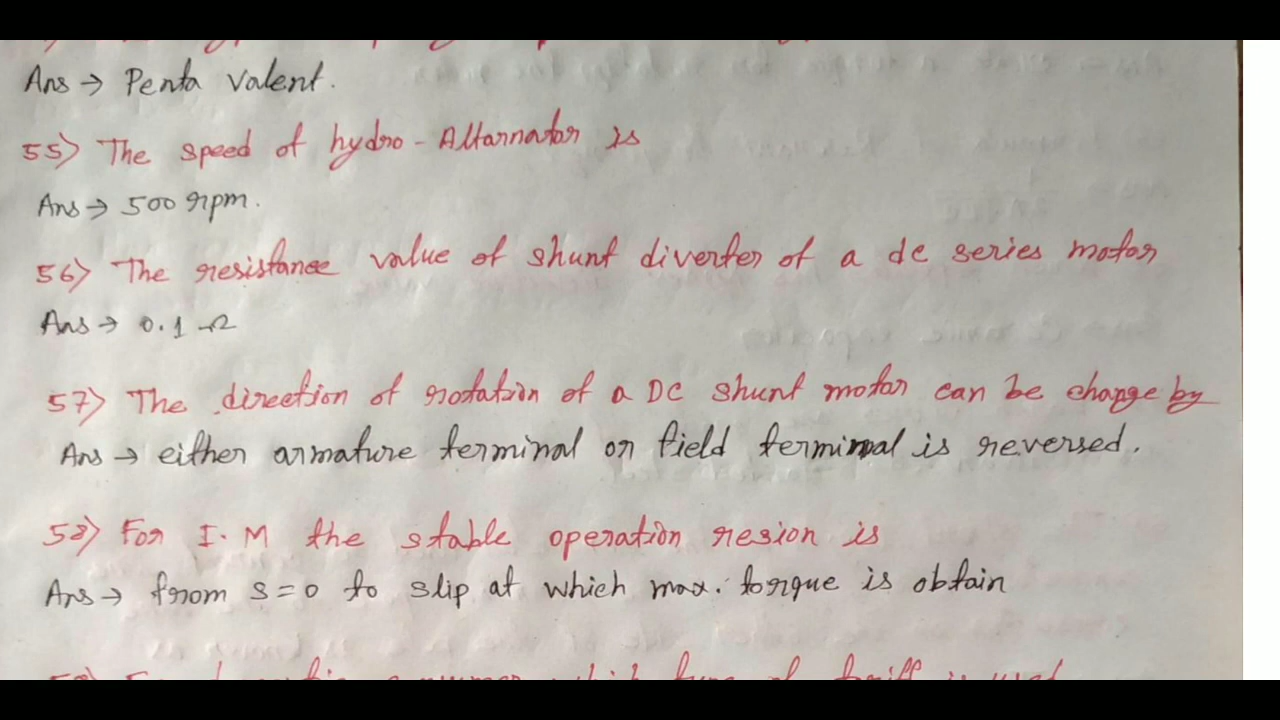 Ans → Penta valent.
55) The speed of hydro - Altarnator is
Ans → 500 rpm.
56) The resistance value of shunt diverter of a dc series motor
Ans → 0.1 Ω
57) The direction of rotation of a DC shunt motor can be change by
Ans → either armature terminal or field terminal is reversed.
58) For I.M the stable operation resion is
Ans → from s=0 to slip at which max. torque is obtain